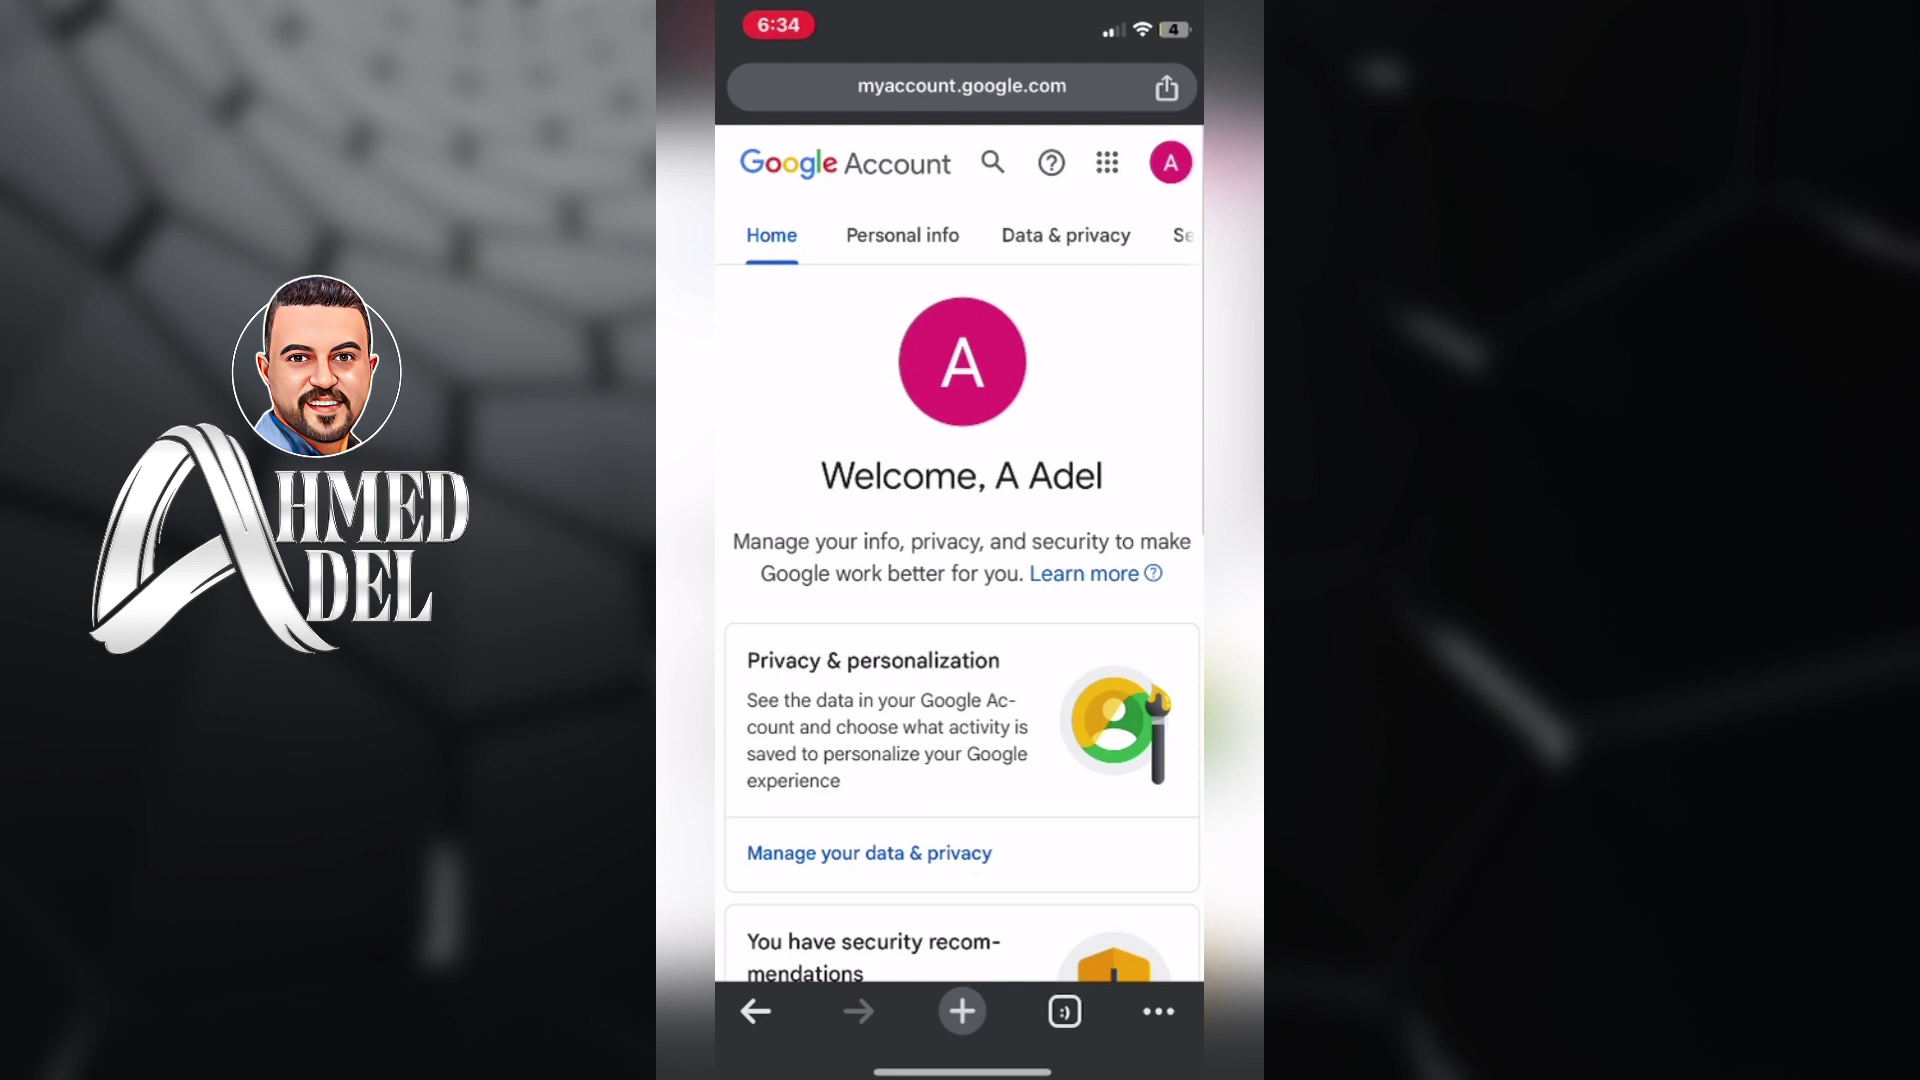 AHMED
ADEL
6:34
4
myaccount.google.com
Google Account
A
Home
Personal info
Data & privacy
Se
A
Welcome, A Adel
Manage your info, privacy, and security to make
Google work better for you. Learn more
Privacy & personalization
See the data in your Google Ac-
count and choose what activity is
saved to personalize your Google
experience
Manage your data & privacy
You have security recom-
mendations
:)